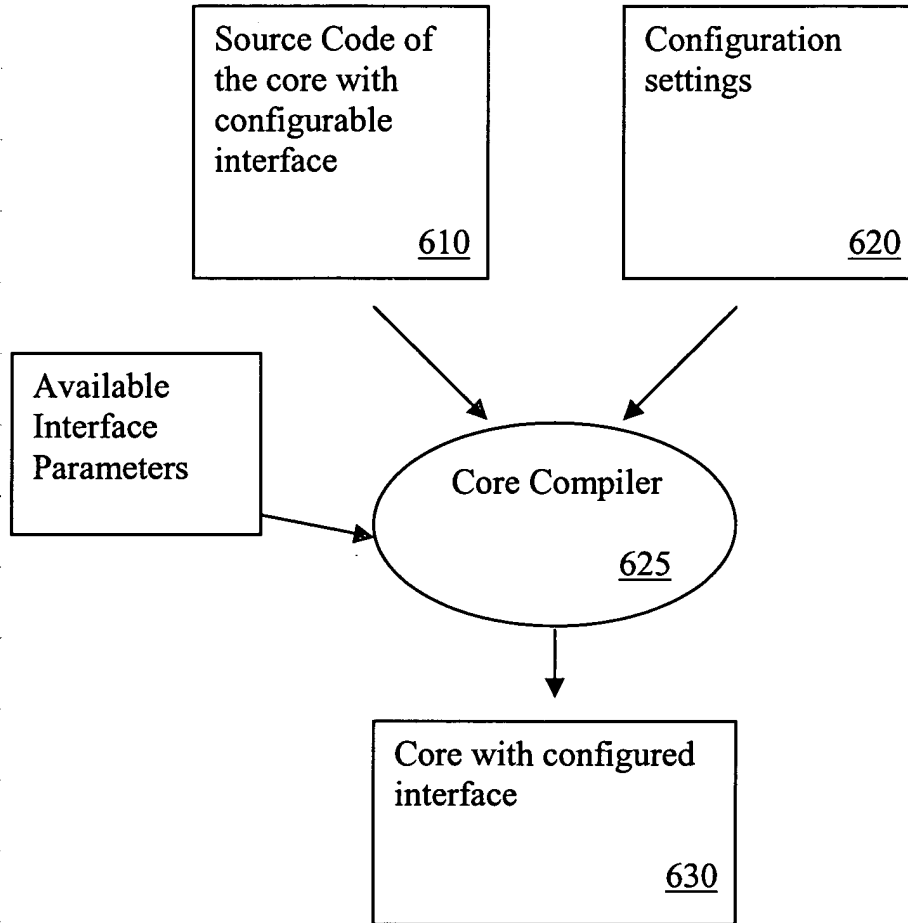 Source Code of
the core with
configurable
interface
610
Configuration
settings
620
Available
Interface
Parameters
Core Compiler
625
Core with configured
interface
630